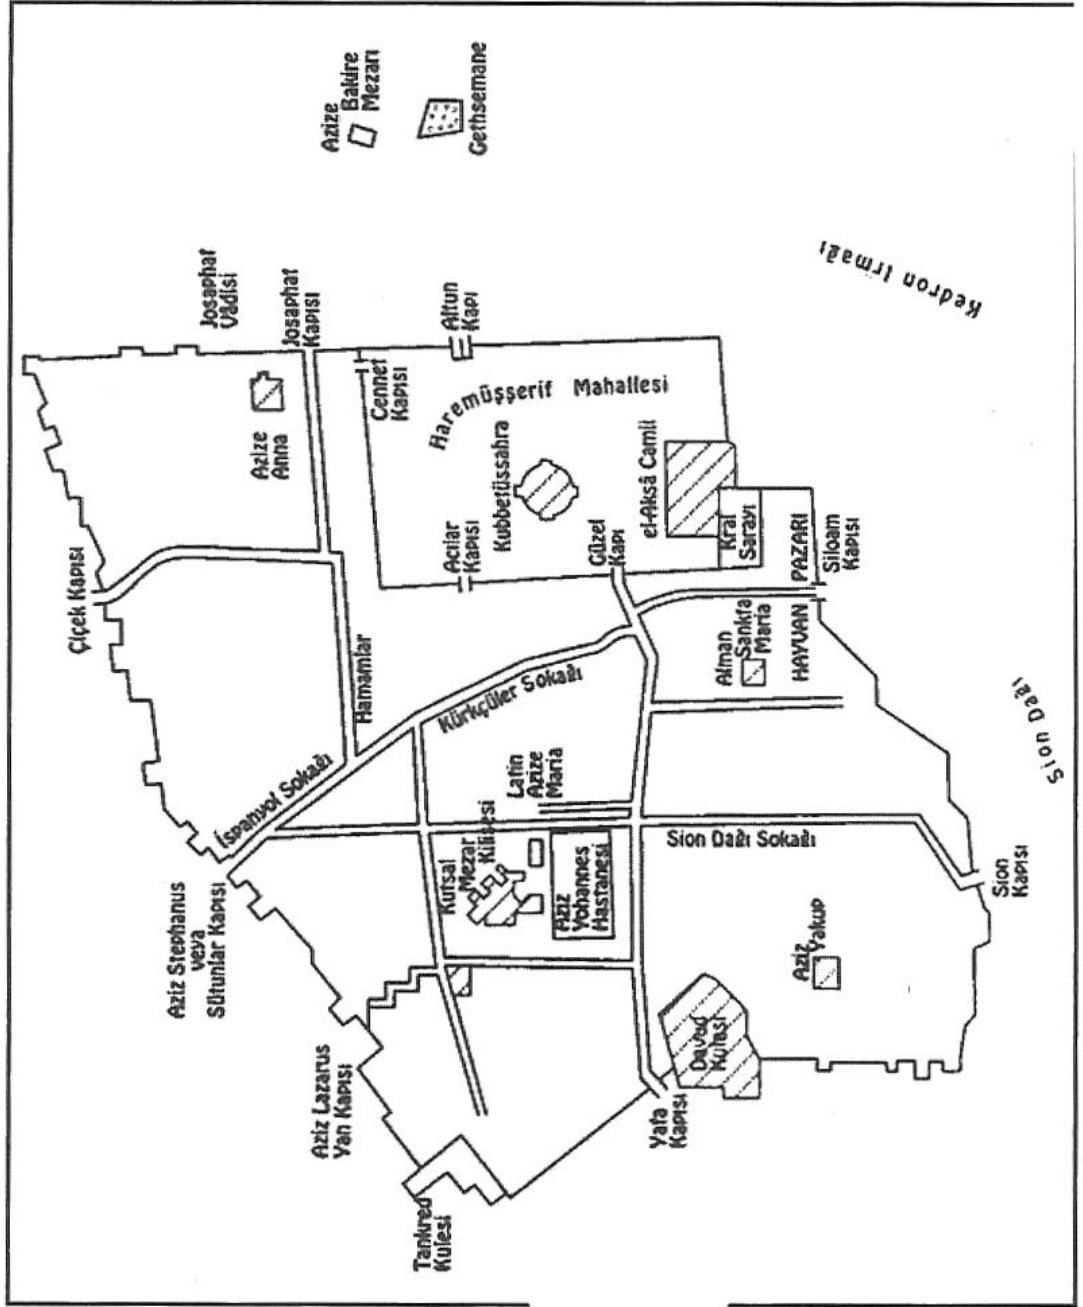 Azize
Bakire
Mezarı
Gethsemane
Kedron Irmağı
Josaphat
Vâdisi
Josaphat
Kapısı
Altun
Kapı
Cennet
Kapısı
Haremüşşerif Mahallesi
Azize
Anna
Kubbetüssahra
el-Aksâ Camii
Acılar
Kapısı
Güzel
Kapı
Kral
Sarayı
PAZARI
Siloam
Kapısı
Çiçek Kapısı
Hamamlar
Kürkçüler Sokağı
Alman
Sankta
Maria
HAYVAN
Sion Dağı
İspanyol Sokağı
Latin
Azize
Maria
Kutsal
Mezar
Kilisesi
Aziz
Yohannes
Hastanesi
Sion Dağı Sokağı
Sion
Kapısı
Aziz Stephanus
veya
Sütunlar Kapısı
Aziz
Yakup
Davud
Kulesi
Aziz Lazarus
Yan Kapısı
Yafa
Kapısı
Tankred
Kulesi